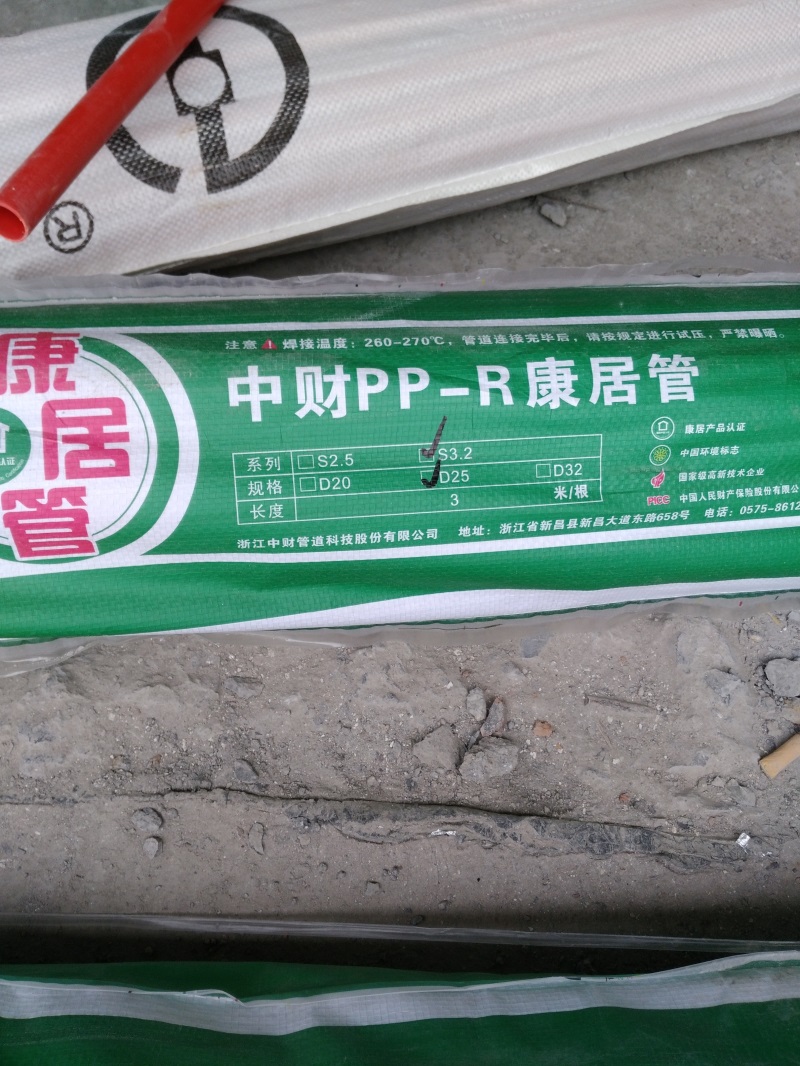 ®
康居管
认证
注意 焊接温度：260-270℃，管道连接完毕后，请按规定进行试压，严禁曝晒。
中财PP-R康居管
系列 □S2.5 ☑S3.2
规格 □D20 ☑D25 □D32
长度 3 米/根
康居产品认证
中国环境标志
国家级高新技术企业
PICC 中国人民财产保险股份有限公
浙江中财管道科技股份有限公司 地址：浙江省新昌县新昌大道东路658号 电话：0575-8612